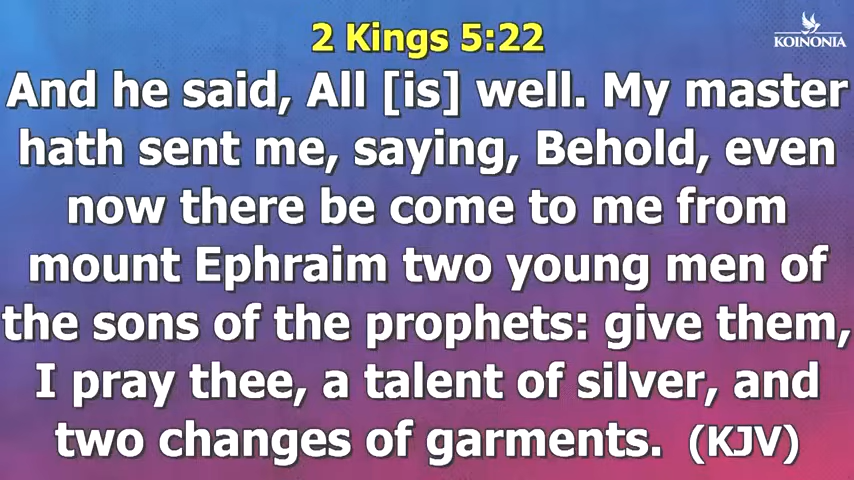 2 Kings 5:22
KOINONIA
And he said, All [is] well. My master
hath sent me, saying, Behold, even
now there be come to me from
mount Ephraim two young men of
the sons of the prophets: give them,
I pray thee, a talent of silver, and
two changes of garments. (KJV)